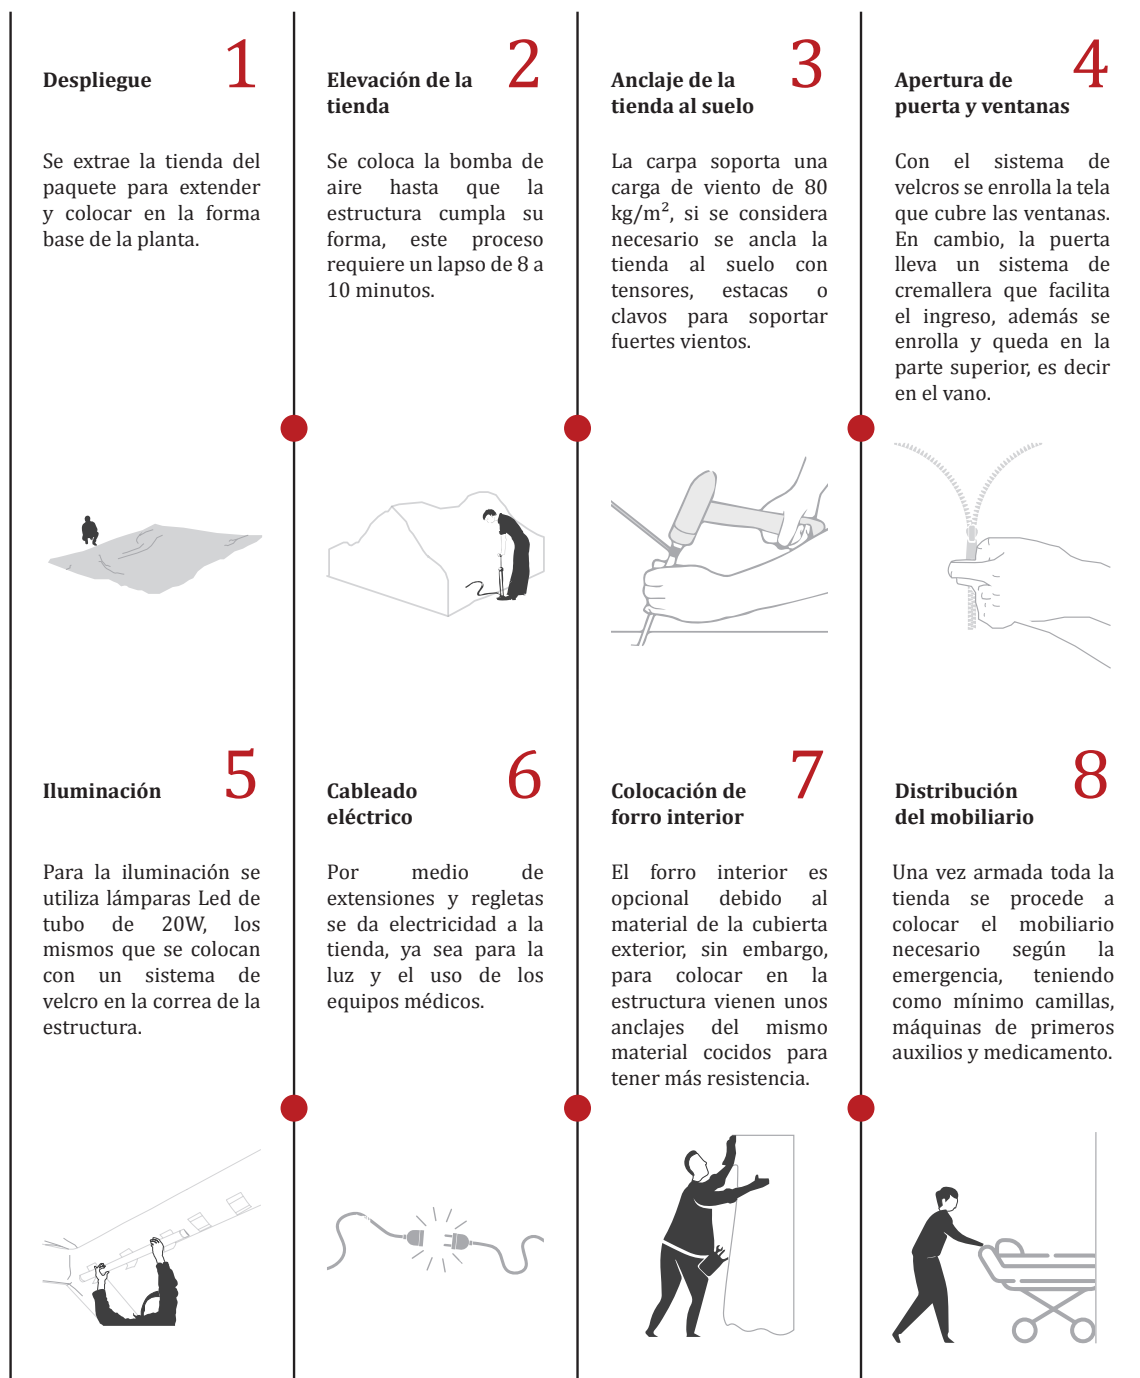 1
Despliegue
Se extrae la tienda del
paquete para extender
y colocar en la forma
base de la planta.
2
Elevación de la
tienda
Se coloca la bomba de
aire hasta que la
estructura cumpla su
forma, este proceso
requiere un lapso de 8 a
10 minutos.
3
Anclaje de la
tienda al suelo
La carpa soporta una
carga de viento de 80
kg/m², si se considera
necesario se ancla la
tienda al suelo con
tensores, estacas o
clavos para soportar
fuertes vientos.
4
Apertura de
puerta y ventanas
Con el sistema de
velcros se enrolla la tela
que cubre las ventanas.
En cambio, la puerta
lleva un sistema de
cremallera que facilita
el ingreso, además se
enrolla y queda en la
parte superior, es decir
en el vano.
5
Iluminación
Para la iluminación se
utiliza lámparas Led de
tubo de 20W, los
mismos que se colocan
con un sistema de
velcro en la correa de la
estructura.
6
Cableado
eléctrico
Por medio de
extensiones y regletas
se da electricidad a la
tienda, ya sea para la
luz y el uso de los
equipos médicos.
7
Colocación de
forro interior
El forro interior es
opcional debido al
material de la cubierta
exterior, sin embargo,
para colocar en la
estructura vienen unos
anclajes del mismo
material cocidos para
tener más resistencia.
8
Distribución
del mobiliario
Una vez armada toda la
tienda se procede a
colocar el mobiliario
necesario según la
emergencia, teniendo
como mínimo camillas,
máquinas de primeros
auxilios y medicamento.